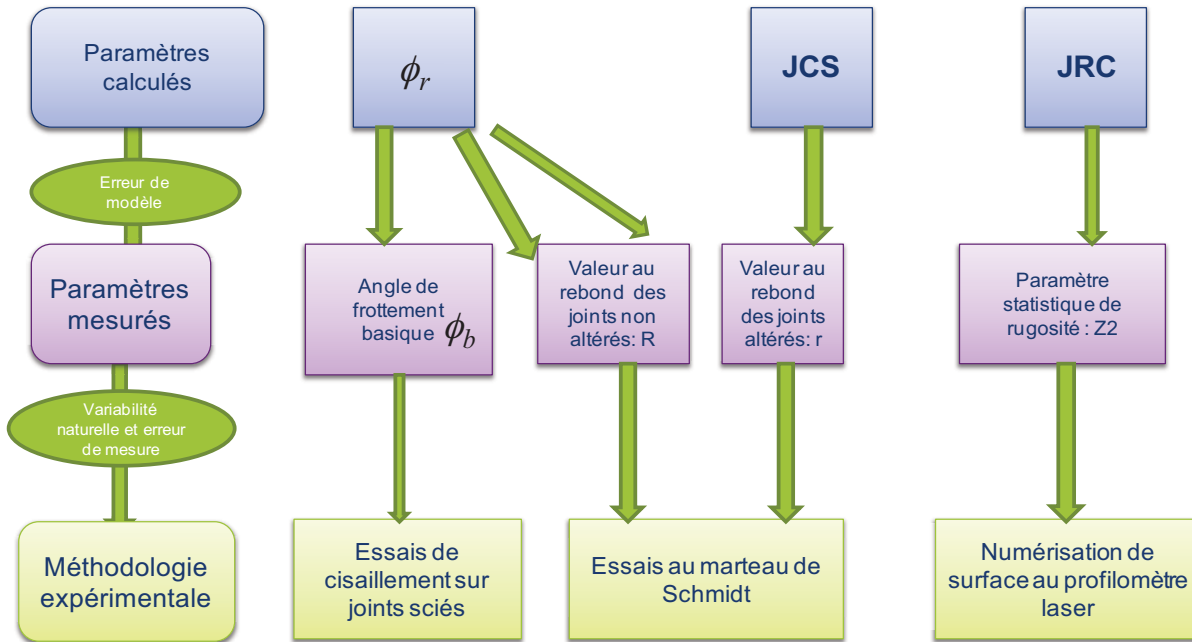 Paramètres
calculés
ϕr
JCS
JRC
Erreur de
modèle
Paramètres
mesurés
Angle de
frottement
basique ϕb
Valeur au
rebond des
joints non
altérés: R
Valeur au
rebond
des joints
altérés: r
Paramètre
statistique de
rugosité : Z2
Variabilité
naturelle et erreur
de mesure
Méthodologie
expérimentale
Essais de
cisaillement sur
joints sciés
Essais au marteau de
Schmidt
Numérisation de
surface au profilomètre
laser